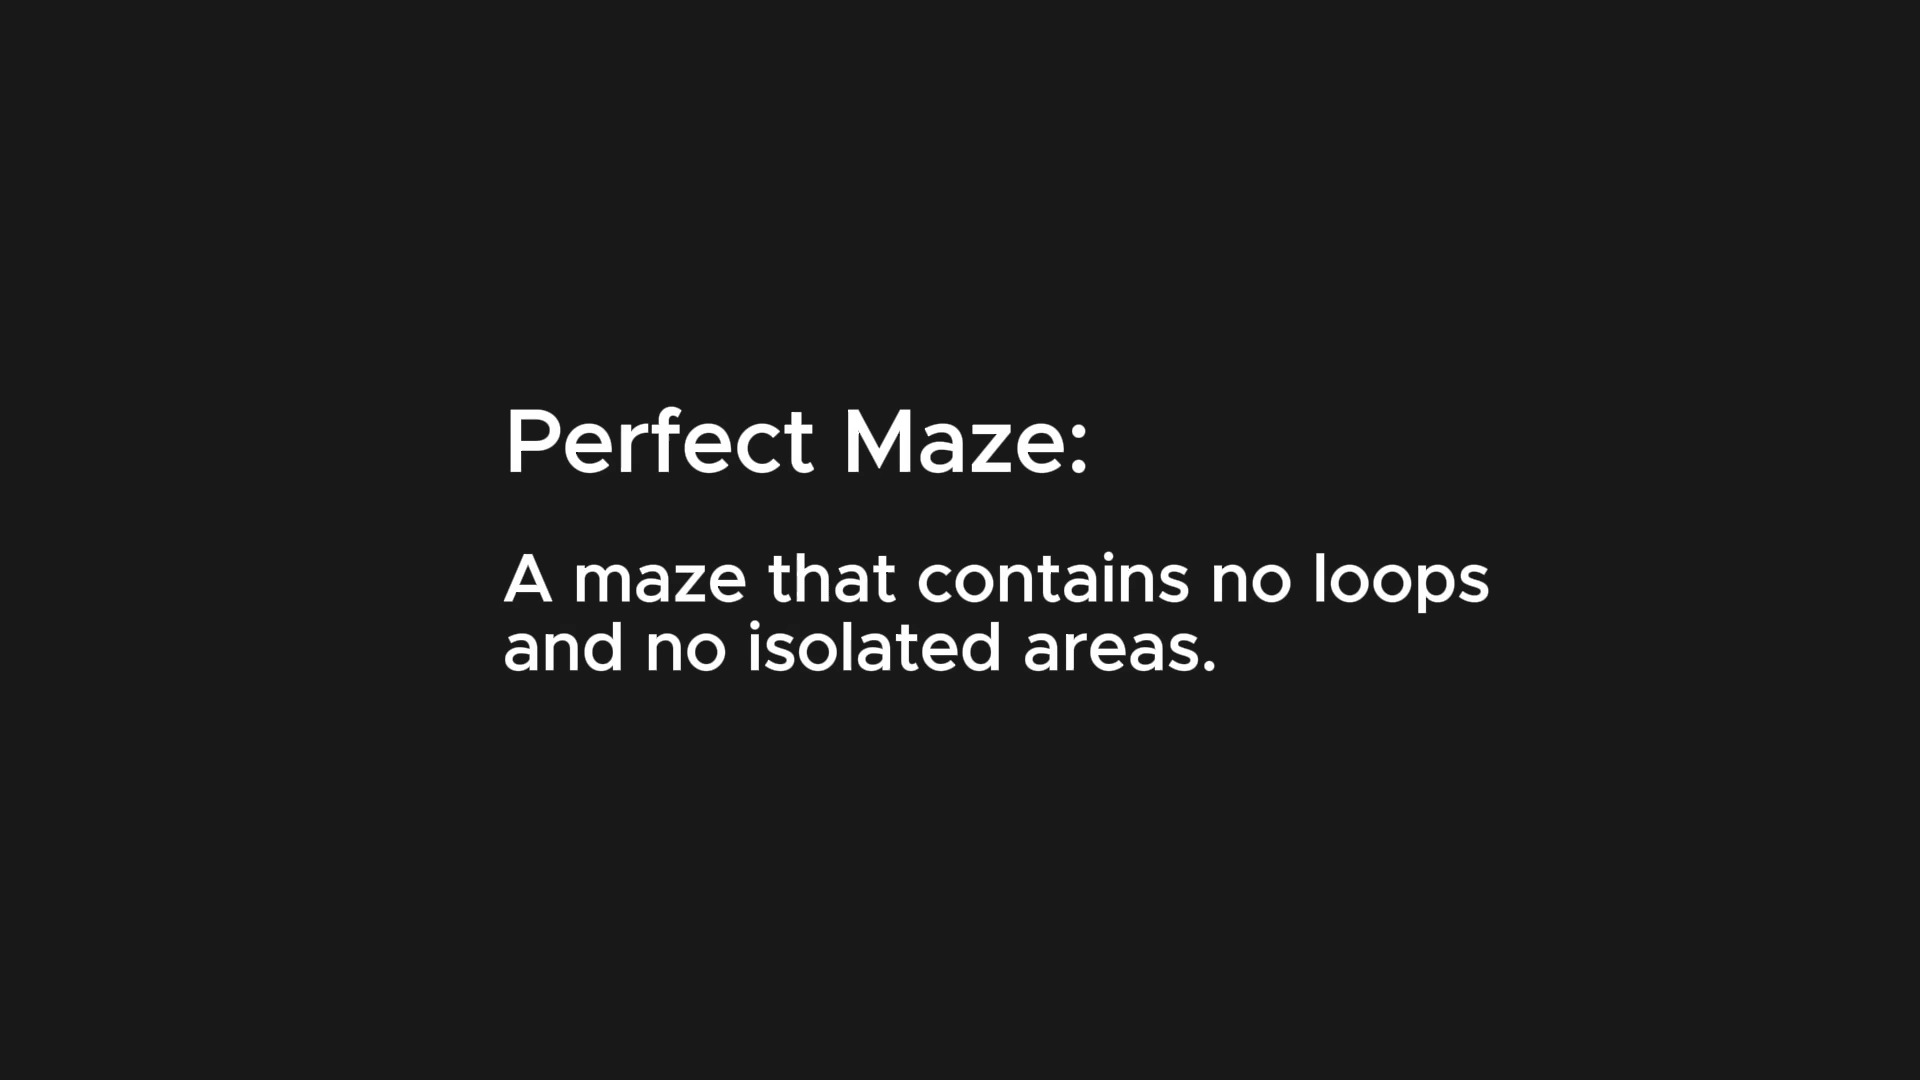 Perfect Maze:
A maze that contains no loops
and no isolated areas.